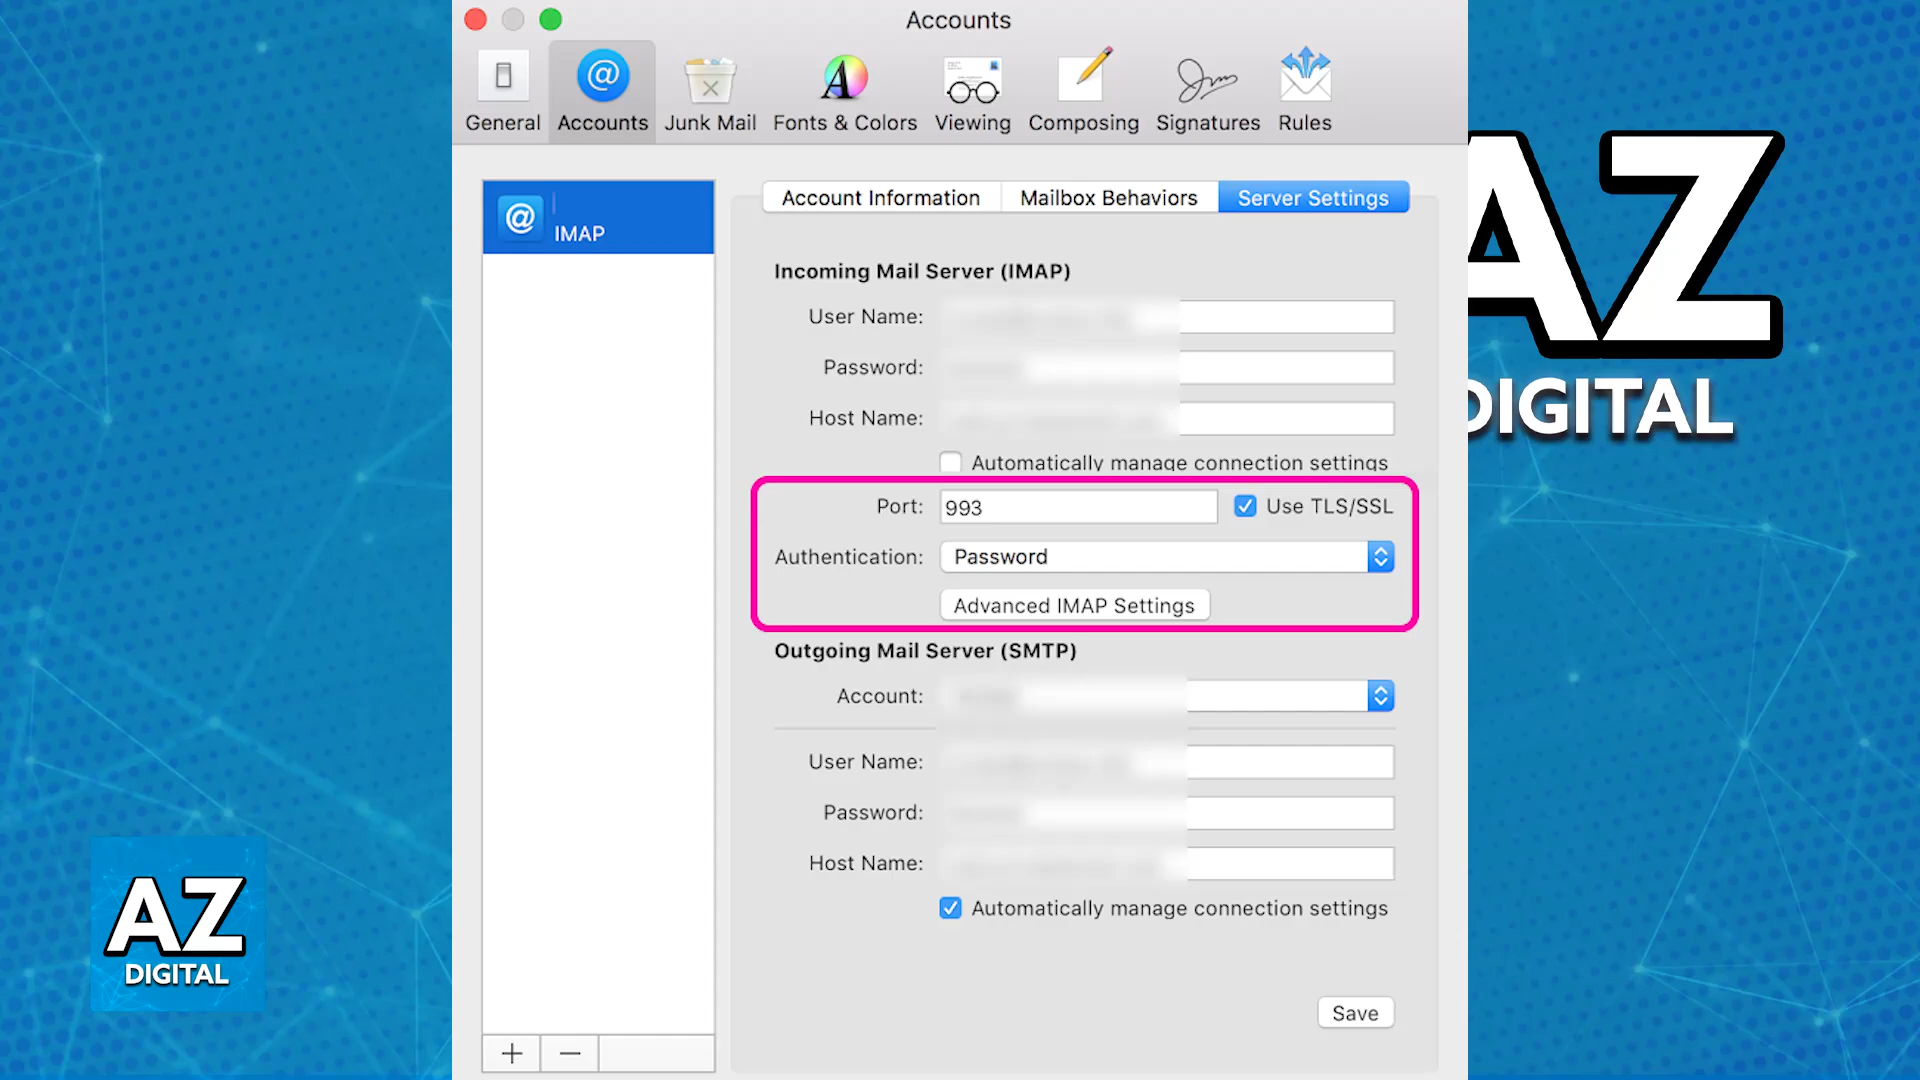 Accounts
General
Accounts
Junk Mail
Fonts & Colors
Viewing
Composing
Signatures
Rules
@
IMAP
Account Information
Mailbox Behaviors
Server Settings
Incoming Mail Server (IMAP)
User Name:
Password:
Host Name:
Automatically manage connection settings
Port: 993 Use TLS/SSL
Authentication: Password
Advanced IMAP Settings
Outgoing Mail Server (SMTP)
Account:
User Name:
Password:
Host Name:
Automatically manage connection settings
Save
AZ
DIGITAL
AZ
DIGITAL